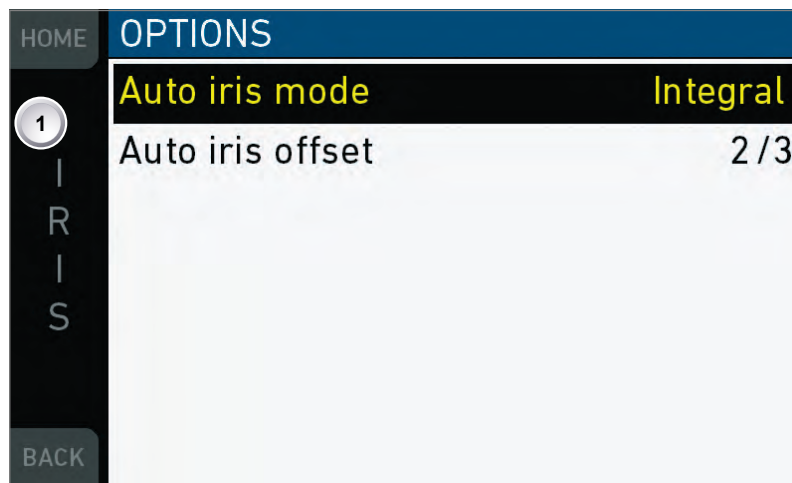 HOME
OPTIONS
Auto iris mode Integral
1
Auto iris offset 2/3
I
R
I
S
BACK